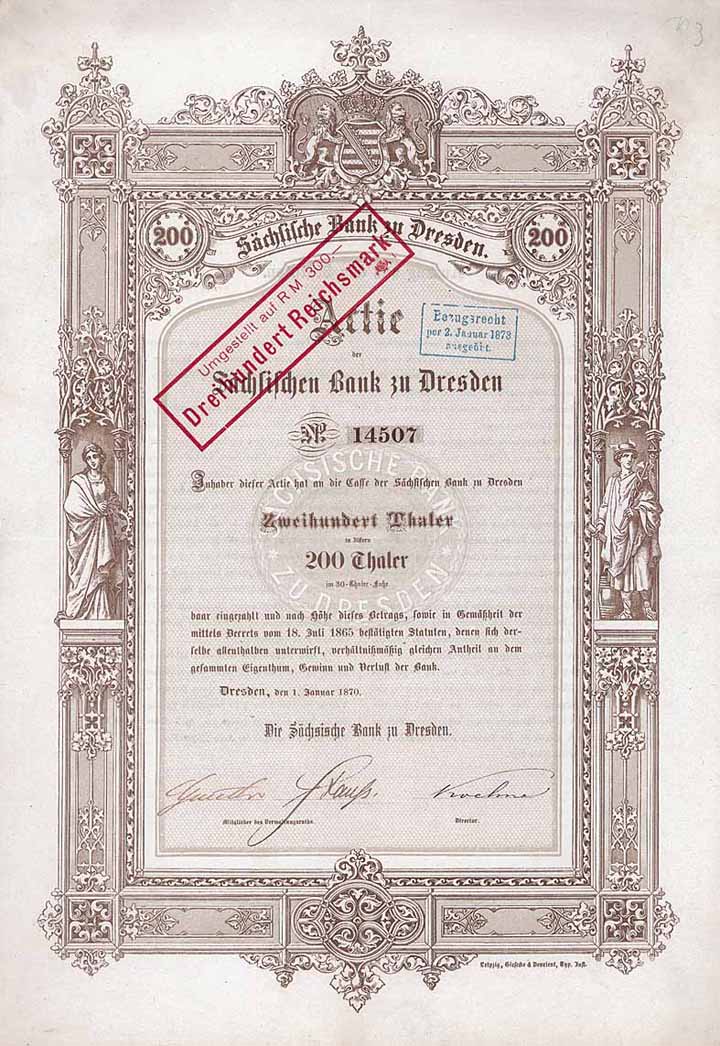 200
Sächsische Bank zu Dresden.
200
Umgestellt auf R.M. 300.–
Dreihundert Reichsmark
Actie
der
Sächsischen Bank zu Dresden
Bezugsrecht
per 2. Januar 1873
ausgeübt.
No. 14507
SÄCHSISCHE BANK
ZU DRESDEN
Inhaber dieser Actie hat an die Casse der Sächsischen Bank zu Dresden
Zweihundert Thaler
in Ziffern
200 Thaler
im 30-Thaler-Fuße
baar eingezahlt und nach Höhe dieses Betrags, sowie in Gemäßheit der
mittels Decrets vom 18. Juli 1865 bestätigten Statuten, denen sich der-
selbe allenthalben unterwirft, verhältnißmäßig gleichen Antheil an dem
gesammten Eigenthum, Gewinn und Verlust der Bank.
Dresden, den 1. Januar 1870.
Die Sächsische Bank zu Dresden.
Mitglieder des Verwaltungsraths.
Director.
Leipzig, Giesecke & Devrient, Typ. Inst.